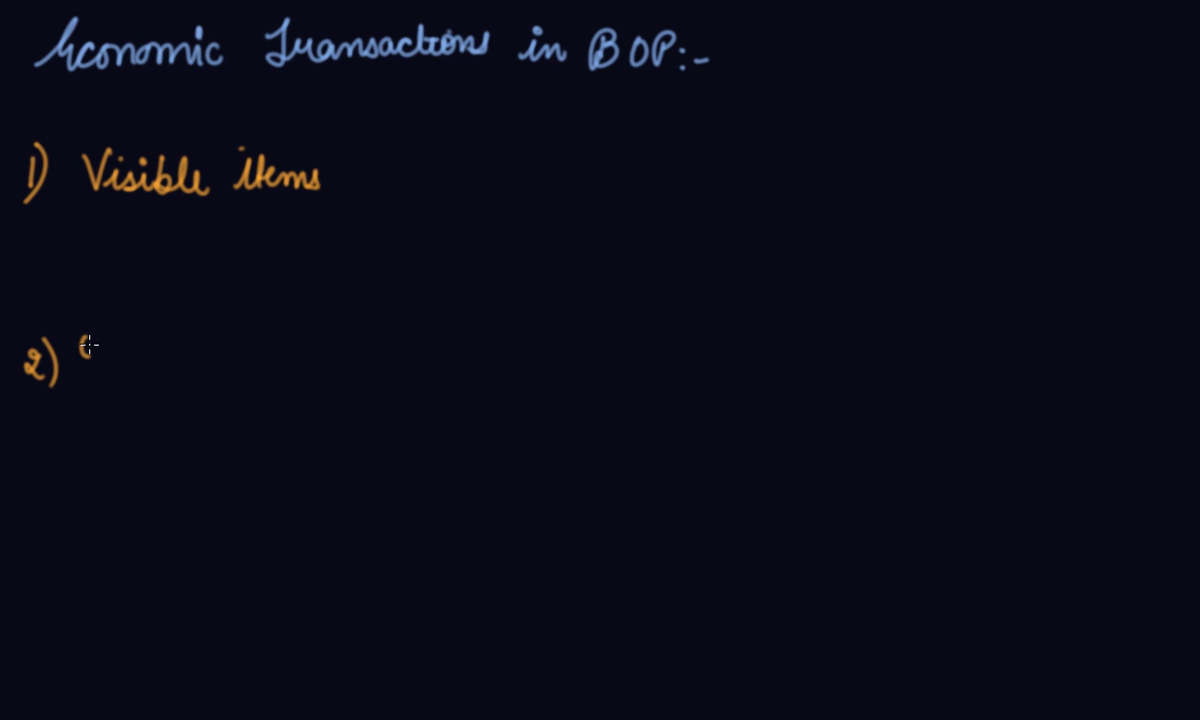 Economic Transactions in BOP:-
1) Visible items
2)